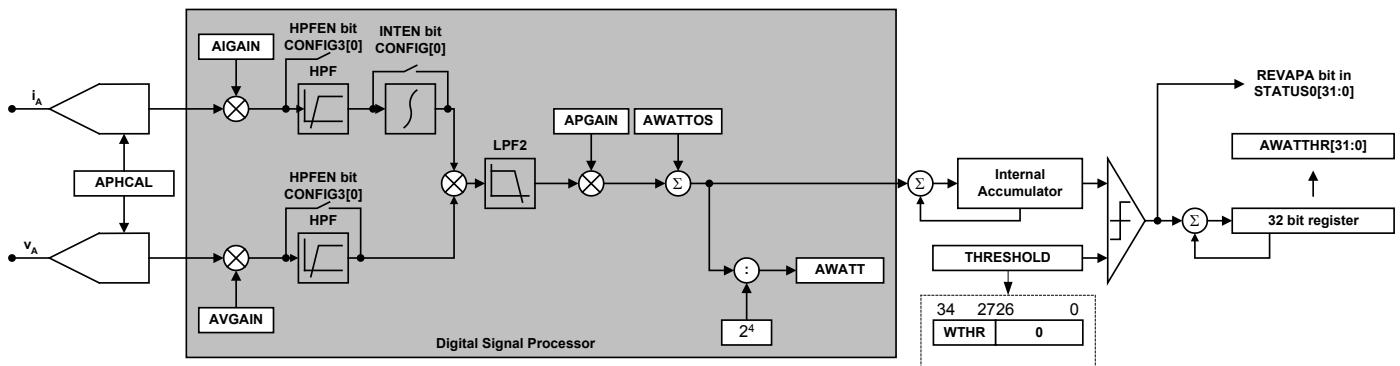 HPFEN bit
CONFIG3[0]
INTEN bit
CONFIG[0]
AIGAIN
HPF
iA
REVAPA bit in
STATUS0[31:0]
APGAIN
AWATTOS
LPF2
AWATTHR[31:0]
APHCAL
HPFEN bit
CONFIG3[0]
Σ
Σ
Internal
Accumulator
HPF
Σ
32 bit register
vA
THRESHOLD
:
AWATT
AVGAIN
2⁴
34 2726 0
WTHR 0
Digital Signal Processor